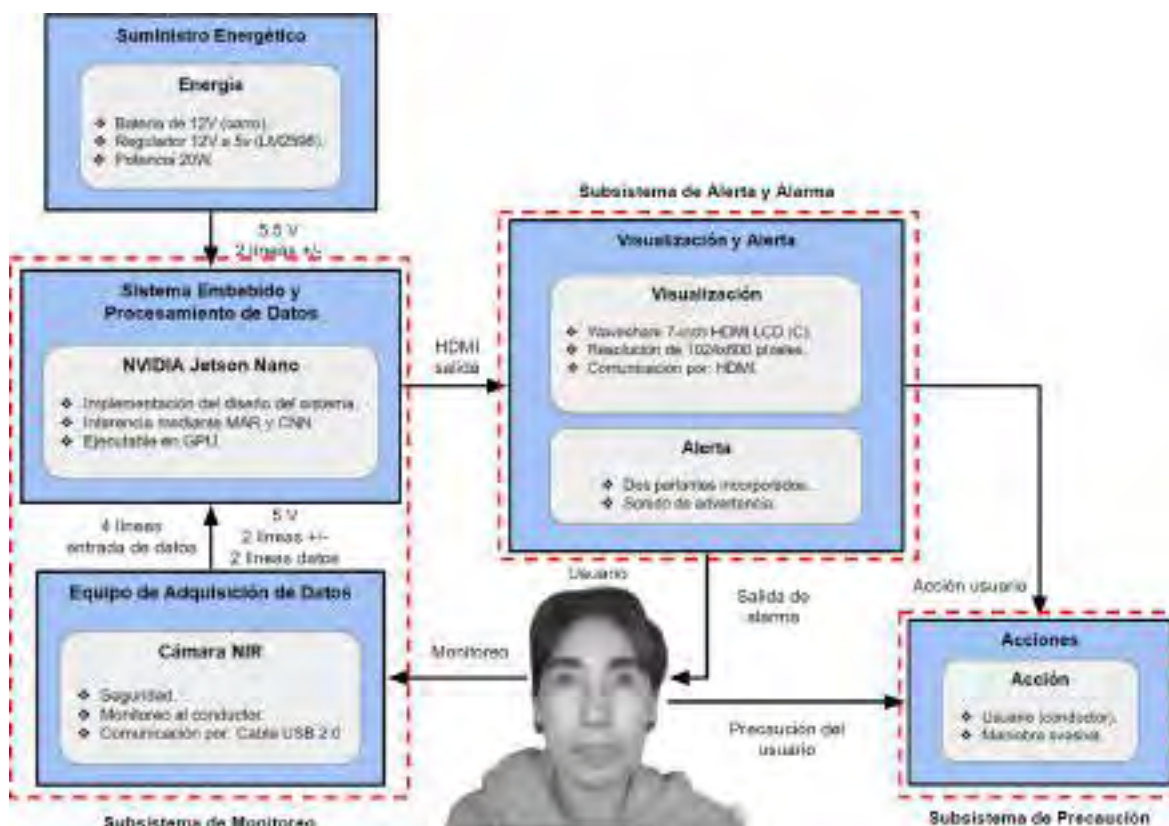 Suministro Energético
Energía
❖ Batería de 12V (carro).
❖ Regulador 12V a 5v (LM2596).
❖ Potencia 20W.
5.5 V
2 líneas +/-
Sistema Embebido y
Procesamiento de Datos
NVIDIA Jetson Nano
❖ Implementación del diseño del sistema.
❖ Inferencia mediante MAR y CNN
❖ Ejecutable en GPU.
HDMI
salida
Subsistema de Alerta y Alarma
Visualización y Alerta
Visualización
❖ Waveshare 7-inch HDMI LCD (C).
❖ Resolución de 1024x600 píxeles.
❖ Comunicación por: HDMI.
Alerta
❖ Dos parlantes incorporados.
❖ Sonido de advertencia.
4 líneas
entrada de datos
5 V
2 líneas +/-
2 líneas datos
Equipo de Adquisición de Datos
Cámara NIR
❖ Seguridad.
❖ Monitoreo al conductor.
❖ Comunicación por: Cable USB 2.0
Subsistema de Monitoreo
Monitoreo
Usuario
Salida de
alarma
Precaución del
usuario
Acción usuario
Acciones
Acción
❖ Usuario (conductor).
❖ Maniobra evasiva.
Subsistema de Precaución